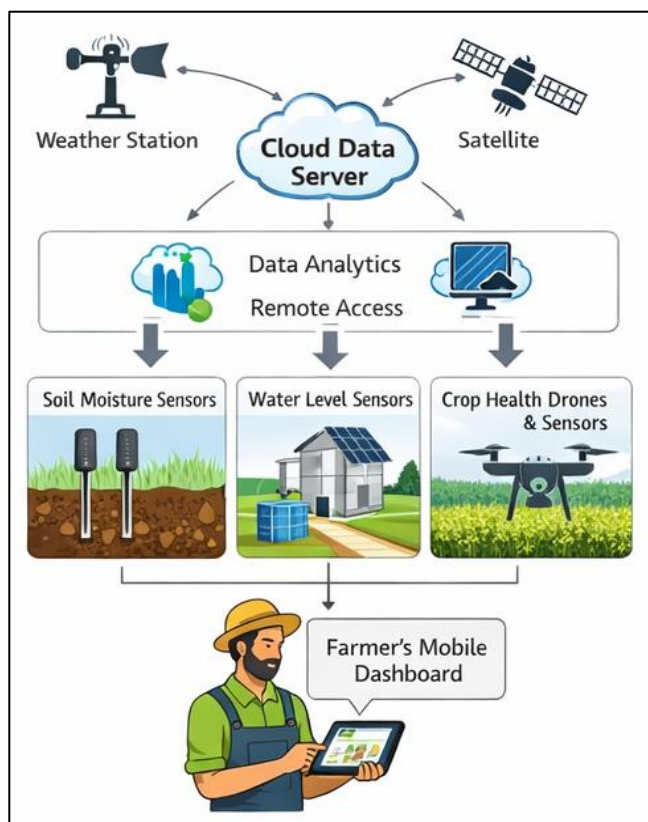 Weather Station
Satellite
Cloud Data
Server
Data Analytics
Remote Access
Soil Moisture Sensors
Water Level Sensors
Crop Health Drones
& Sensors
Farmer's Mobile
Dashboard